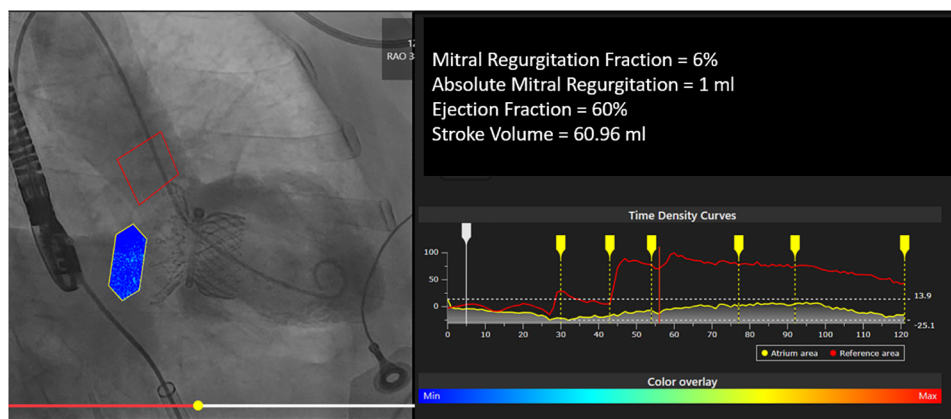 12
RAO 3
Mitral Regurgitation Fraction = 6%
Absolute Mitral Regurgitation = 1 ml
Ejection Fraction = 60%
Stroke Volume = 60.96 ml
Time Density Curves
100
50
0
13.9
-25.1
0 10 20 30 40 50 60 70 80 90 100 110 120
Atrium area Reference area
Color overlay
Min Max